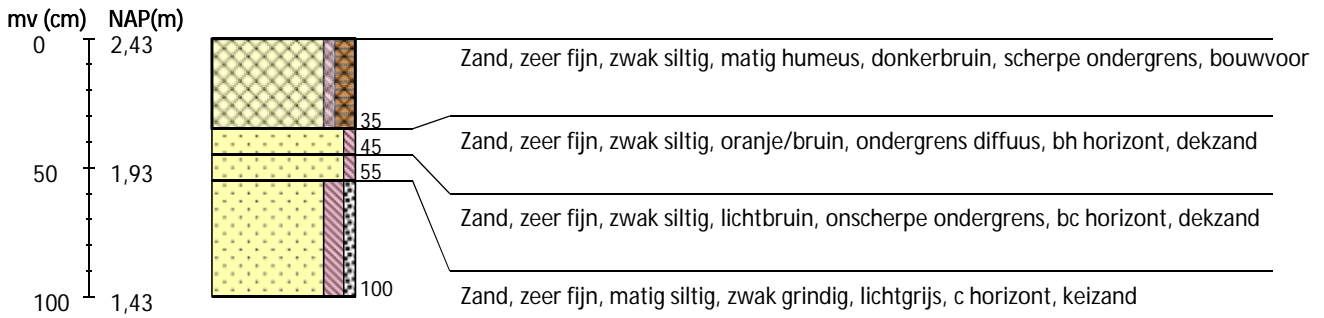 mv (cm) NAP(m)
0 2,43
Zand, zeer fijn, zwak siltig, matig humeus, donkerbruin, scherpe ondergrens, bouwvoor
35
Zand, zeer fijn, zwak siltig, oranje/bruin, ondergrens diffuus, bh horizont, dekzand
45
50 1,93
55
Zand, zeer fijn, zwak siltig, lichtbruin, onscherpe ondergrens, bc horizont, dekzand
100 1,43
100
Zand, zeer fijn, matig siltig, zwak grindig, lichtgrijs, c horizont, keizand